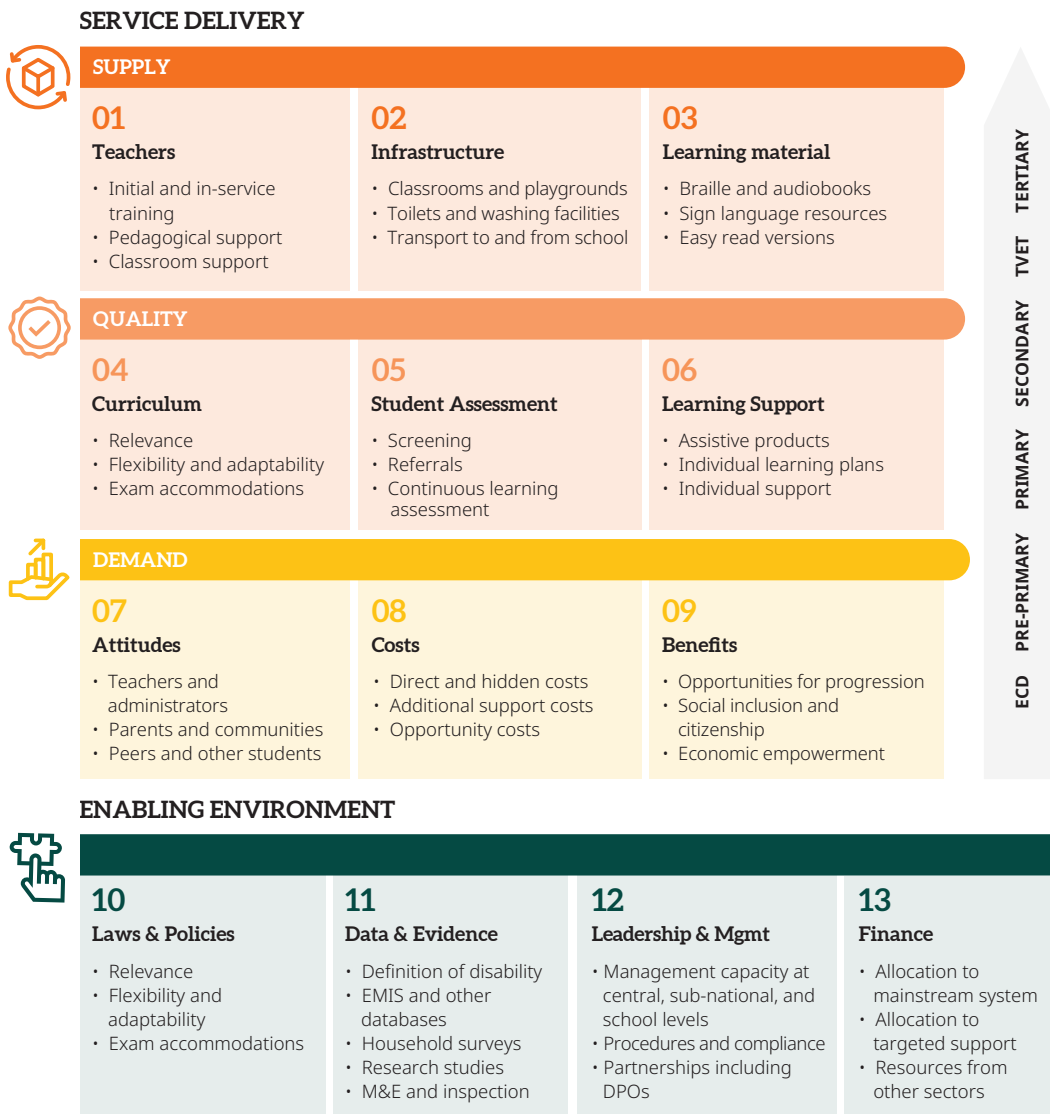 SERVICE DELIVERY
SUPPLY
01
Teachers
• Initial and in-service
training
• Pedagogical support
• Classroom support
02
Infrastructure
• Classrooms and playgrounds
• Toilets and washing facilities
• Transport to and from school
03
Learning material
• Braille and audiobooks
• Sign language resources
• Easy read versions
QUALITY
04
Curriculum
• Relevance
• Flexibility and adaptability
• Exam accommodations
05
Student Assessment
• Screening
• Referrals
• Continuous learning
assessment
06
Learning Support
• Assistive products
• Individual learning plans
• Individual support
DEMAND
07
Attitudes
• Teachers and
administrators
• Parents and communities
• Peers and other students
08
Costs
• Direct and hidden costs
• Additional support costs
• Opportunity costs
09
Benefits
• Opportunities for progression
• Social inclusion and
citizenship
• Economic empowerment
ECD PRE-PRIMARY PRIMARY SECONDARY TVET TERTIARY
ENABLING ENVIRONMENT
10
Laws & Policies
• Relevance
• Flexibility and
adaptability
• Exam accommodations
11
Data & Evidence
• Definition of disability
• EMIS and other
databases
• Household surveys
• Research studies
• M&E and inspection
12
Leadership & Mgmt
• Management capacity at
central, sub-national, and
school levels
• Procedures and compliance
• Partnerships including
DPOs
13
Finance
• Allocation to
mainstream system
• Allocation to
targeted support
• Resources from
other sectors